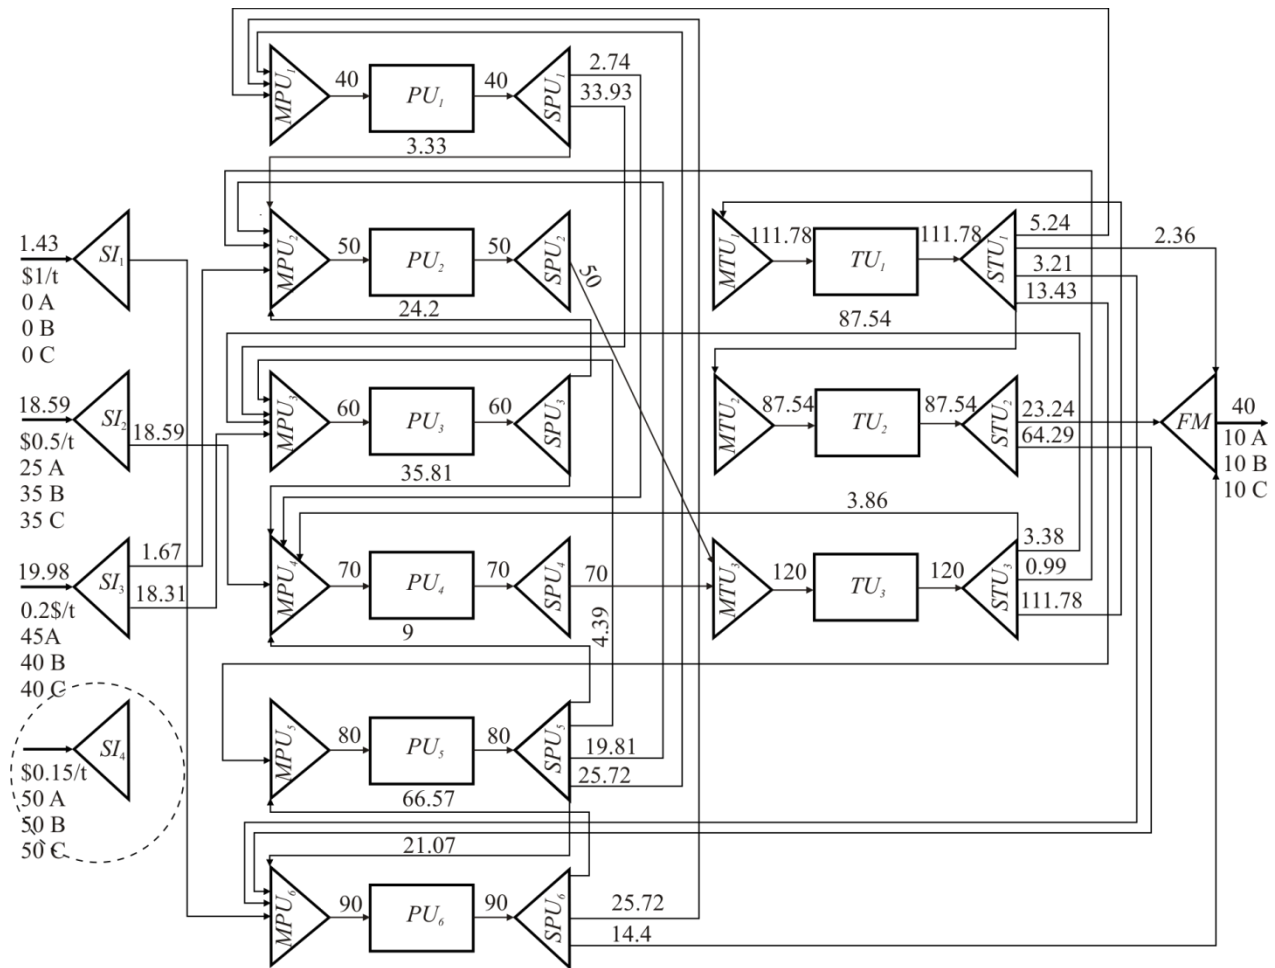 2.74
MPU₁ 40 PU₁ 40 SPU₁
33.93
3.33
1.43 SI₁
$1/t
0 A
0 B
0 C
MPU₂ 50 PU₂ 50 SPU₂
50
24.2
MTU₁ 111.78 TU₁ 111.78 STU₁ 5.24
2.36
3.21
13.43
87.54
18.59 SI₂ 18.59
$0.5/t
25 A
35 B
35 C
MPU₃ 60 PU₃ 60 SPU₃
35.81
MTU₂ 87.54 TU₂ 87.54 STU₂ 23.24
64.29
FM 40
10 A
10 B
10 C
19.98 SI₃ 1.67
18.31
0.2$/t
45A
40 B
40 C
MPU₄ 70 PU₄ 70 SPU₄ 70
9
4.39
3.86
MTU₃ 120 TU₃ 120 STU₃ 3.38
0.99
111.78
SI₄
$0.15/t
50 A
50 B
50 C
MPU₅ 80 PU₅ 80 SPU₅ 19.81
25.72
66.57
21.07
MPU₆ 90 PU₆ 90 SPU₆ 25.72
14.4